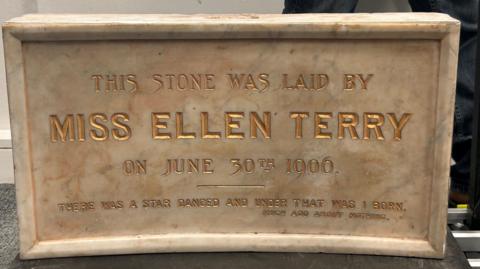 THIS STONE WAS LAID BY
MISS ELLEN TERRY
ON JUNE 30TH 1906.
THERE WAS A STAR DANCED AND UNDER THAT WAS I BORN.
MUCH ADO ABOUT NOTHING.